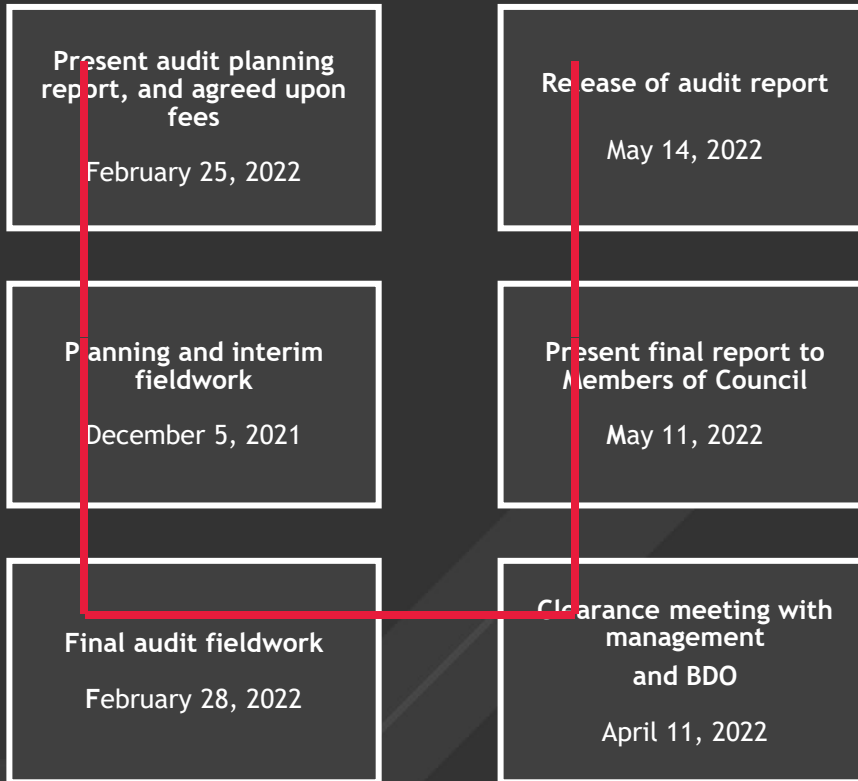 Present audit planning
report, and agreed upon
fees
February 25, 2022
Planning and interim
fieldwork
December 5, 2021
Final audit fieldwork
February 28, 2022
Clearance meeting with
management
and BDO
April 11, 2022
Present final report to
Members of Council
May 11, 2022
Release of audit report
May 14, 2022